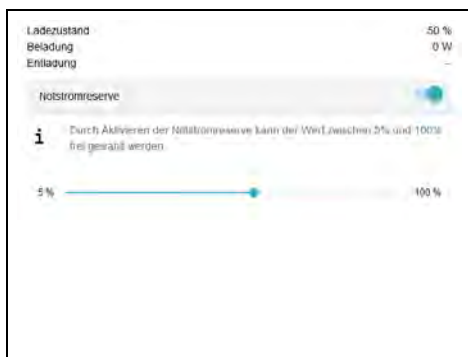 Ladezustand 50 %
Beladung 0 W
Entladung –
Notstromreserve
i Durch Aktivieren der Notstromreserve kann der Wert zwischen 5% und 100%
frei gewählt werden.
5 % 100 %